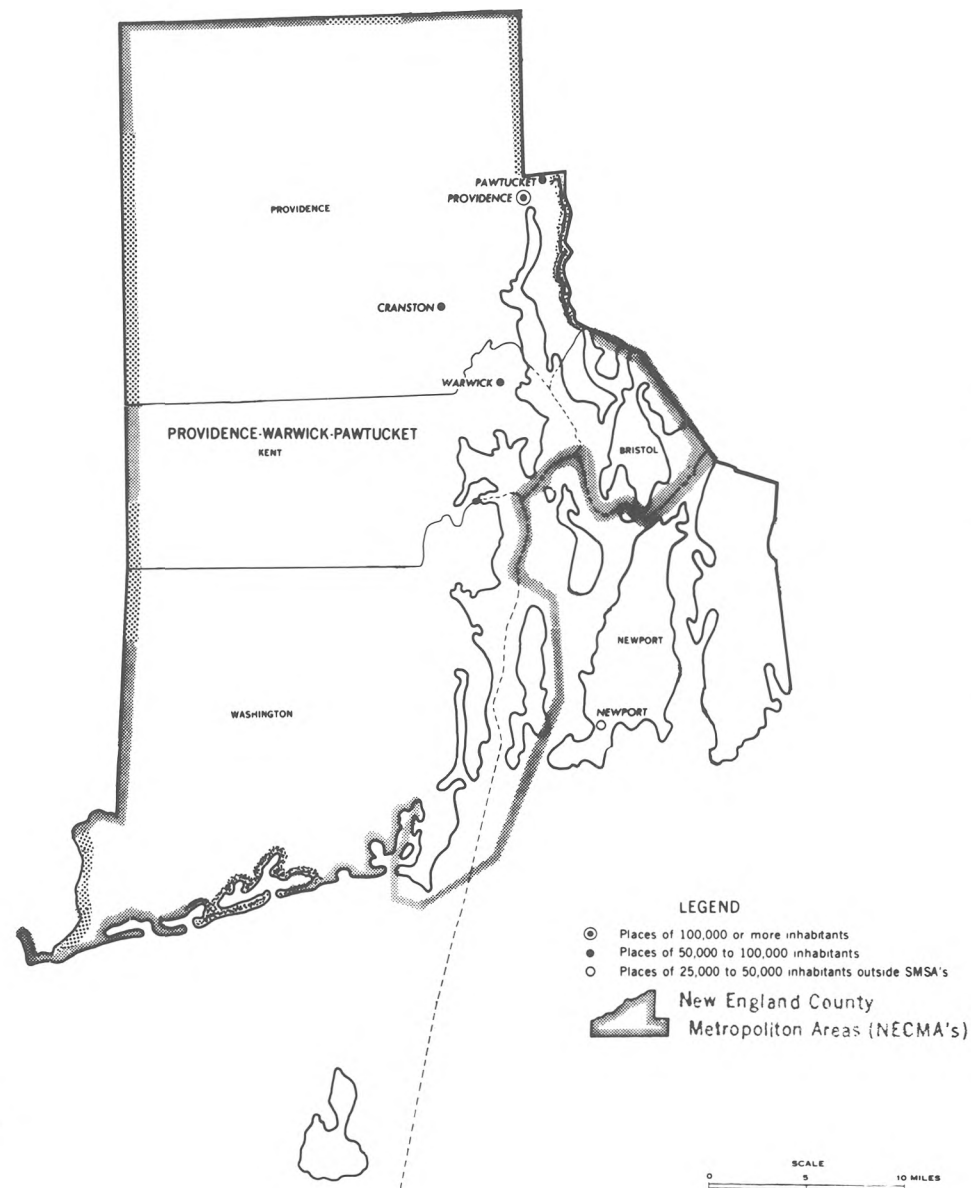 PAWTUCKET
PROVIDENCE
PROVIDENCE
CRANSTON
WARWICK
PROVIDENCE-WARWICK-PAWTUCKET
KENT
BRISTOL
NEWPORT
NEWPORT
WASHINGTON
LEGEND
Places of 100,000 or more inhabitants
Places of 50,000 to 100,000 inhabitants
Places of 25,000 to 50,000 inhabitants outside SMSA's
New England County
Metropoliton Areas (NECMA's)
SCALE
0 5 10 MILES